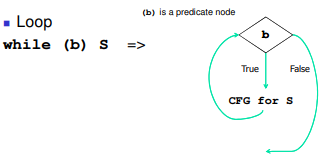 (b) is a predicate node
▪ Loop
while (b) S =>
b
True
False
CFG for S